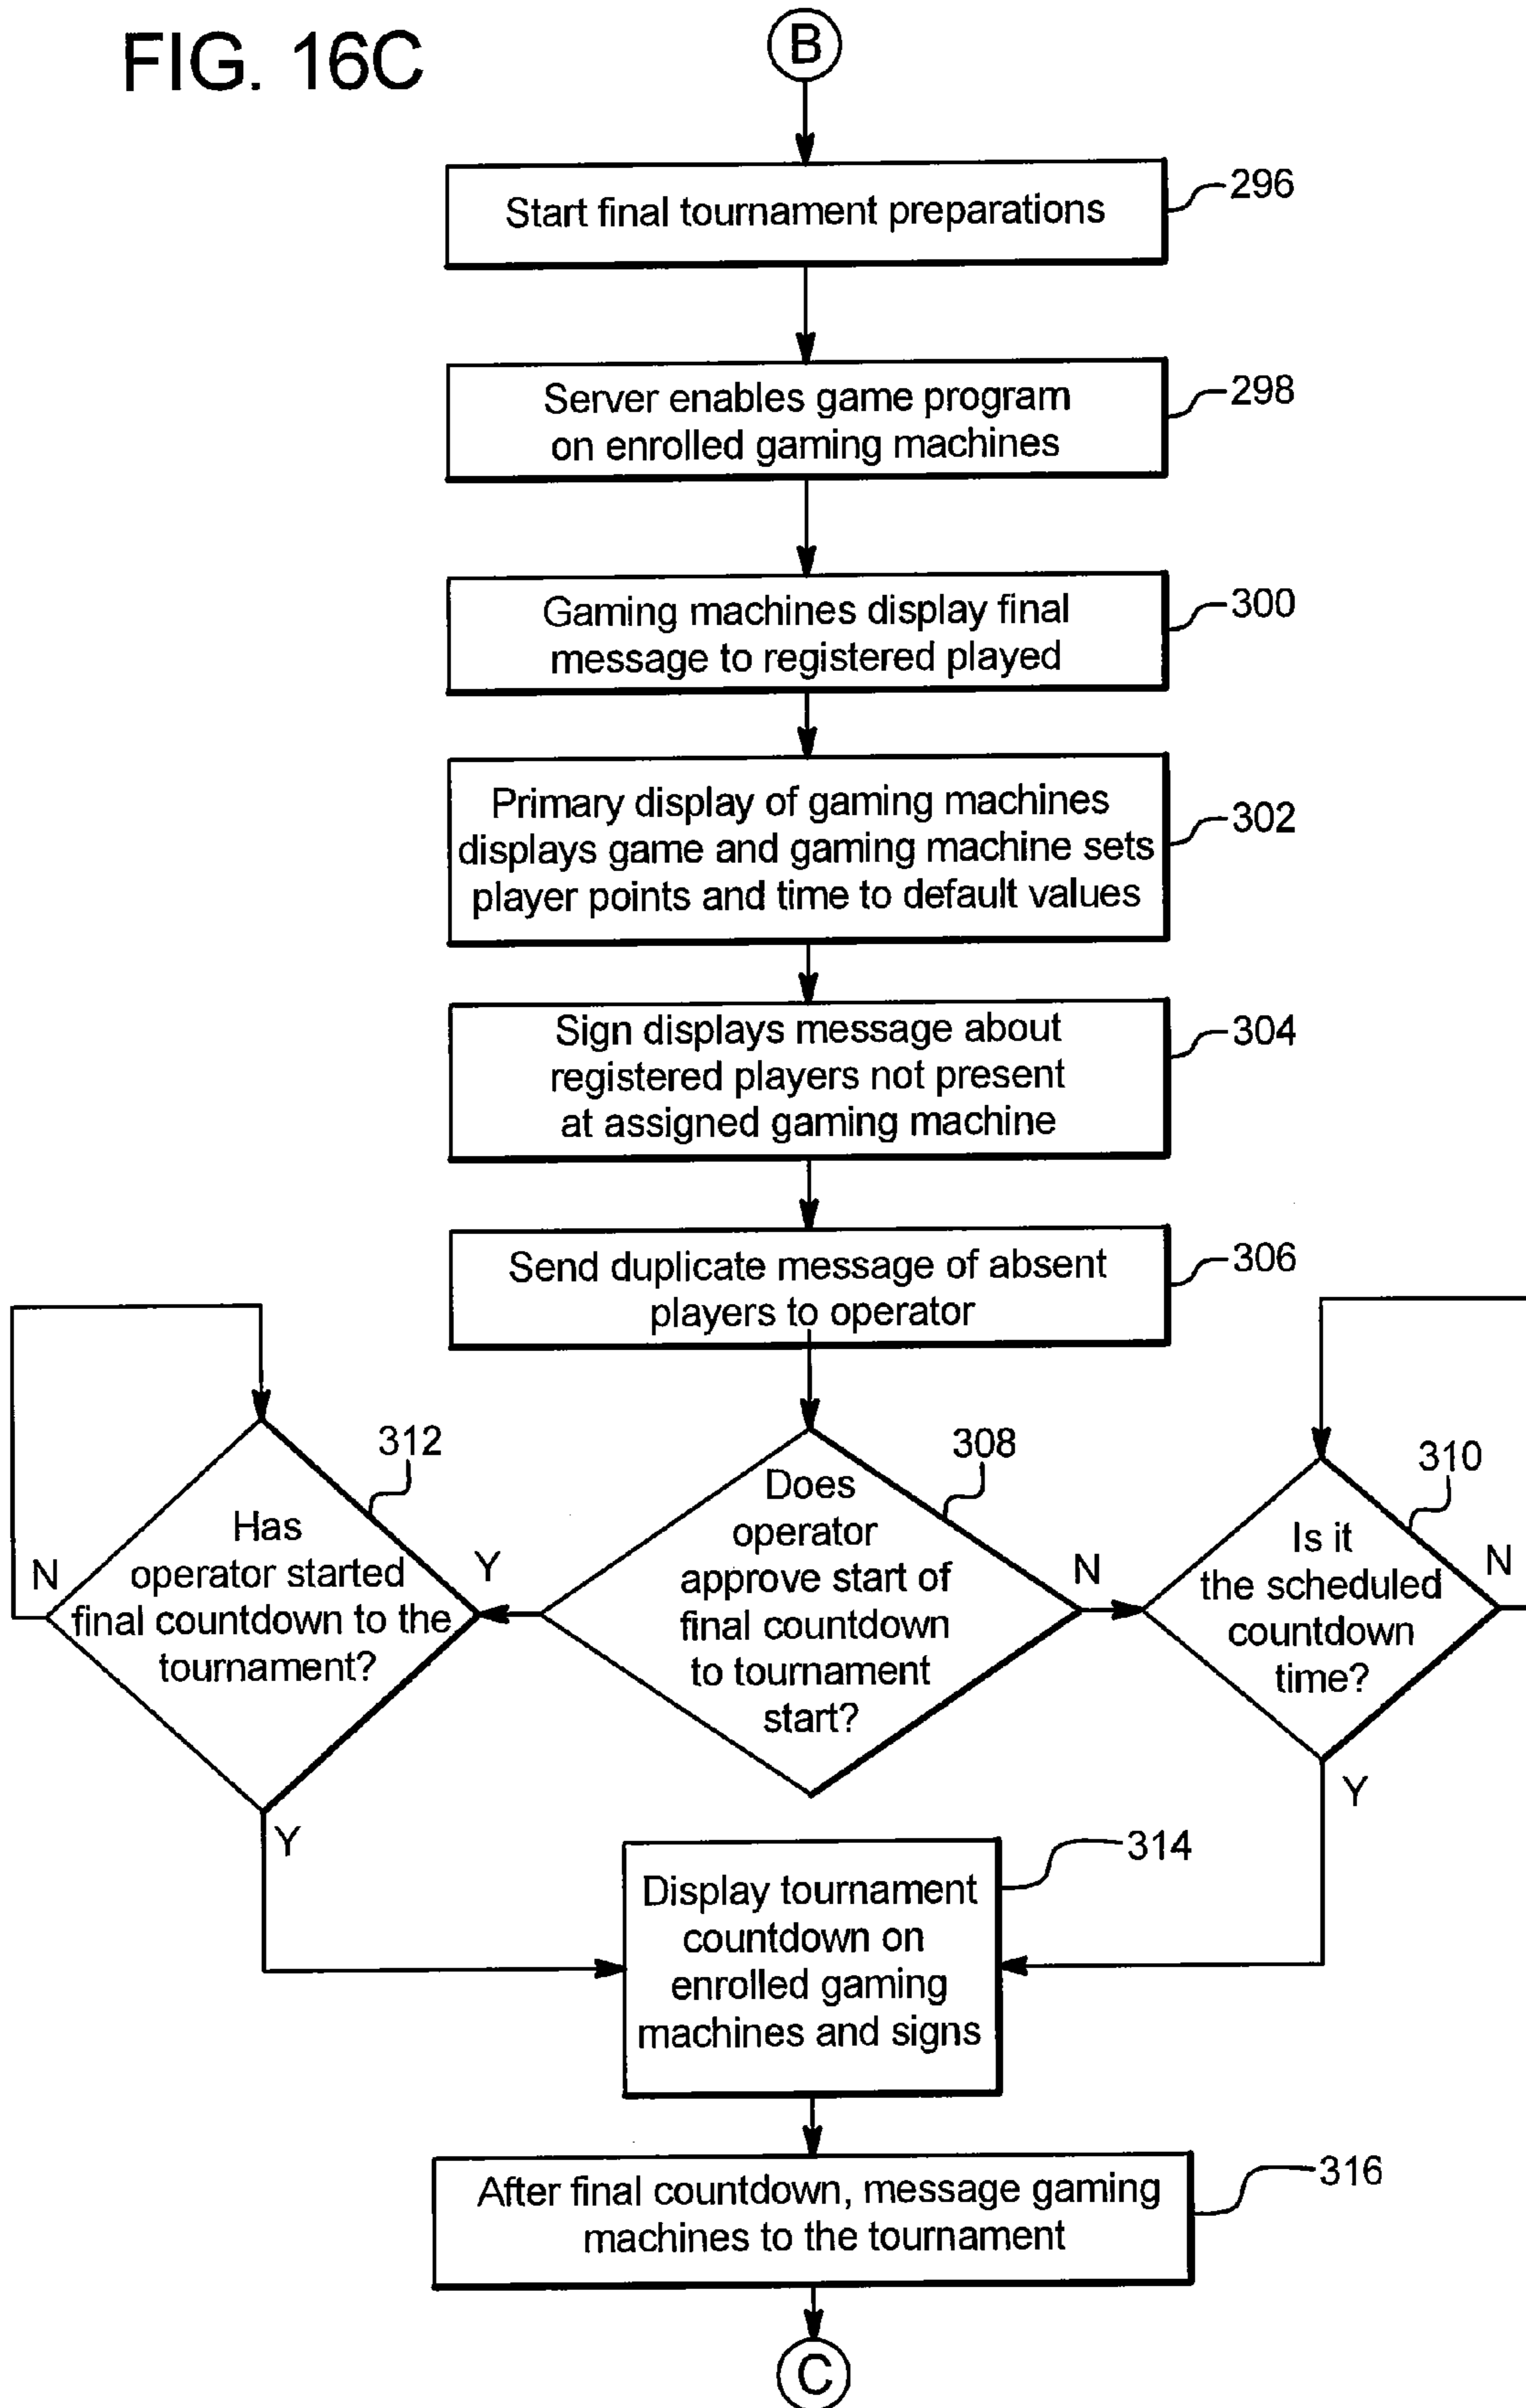 FIG. 16C
B
Start final tournament preparations
296
Server enables game program
on enrolled gaming machines
298
Gaming machines display final
message to registered played
300
Primary display of gaming machines
displays game and gaming machine sets
player points and time to default values
302
Sign displays message about
registered players not present
at assigned gaming machine
304
Send duplicate message of absent
players to operator
306
312
Has
operator started
final countdown to the
tournament?
N
Y
Y
308
Does
operator
approve start of
final countdown
to tournament
start?
N
310
Is it
the scheduled
countdown
time?
N
Y
314
Display tournament
countdown on
enrolled gaming
machines and signs
After final countdown, message gaming
machines to the tournament
316
C